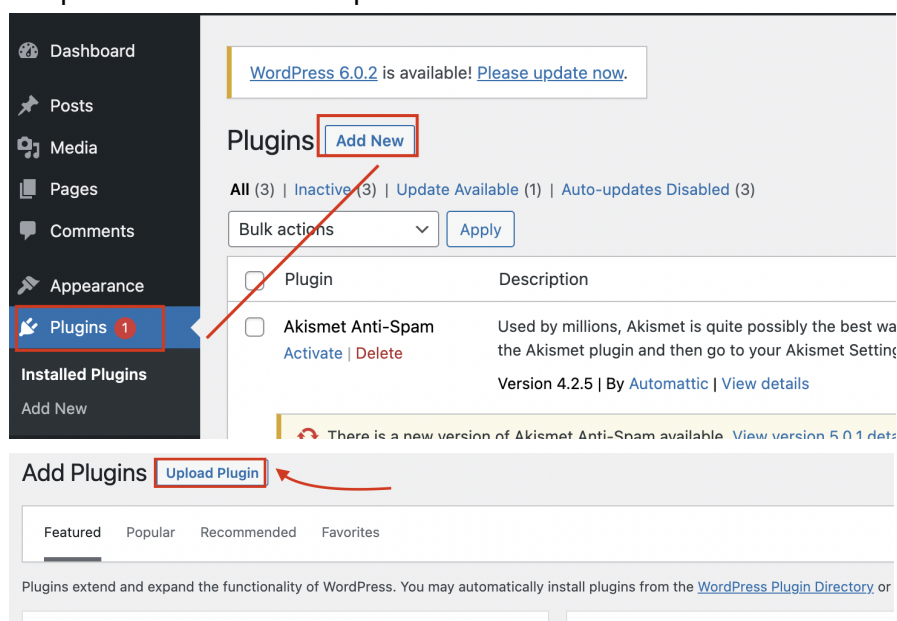 Dashboard
Posts
Media
Pages
Comments
Appearance
Plugins 1
Installed Plugins
Add New
WordPress 6.0.2 is available! Please update now.
Plugins Add New
All (3) | Inactive (3) | Update Available (1) | Auto-updates Disabled (3)
Bulk actions Apply
Plugin Description
Akismet Anti-Spam Used by millions, Akismet is quite possibly the best
Activate | Delete the Akismet plugin and then go to your Akismet
Version 4.2.5 | By Automattic | View details
There is a new version of Akismet Anti-Spam available. View version 5.0.1
Add Plugins Upload Plugin
Featured Popular Recommended Favorites
Plugins extend and expand the functionality of WordPress. You may automatically install plugins from the WordPress Plugin Directory or